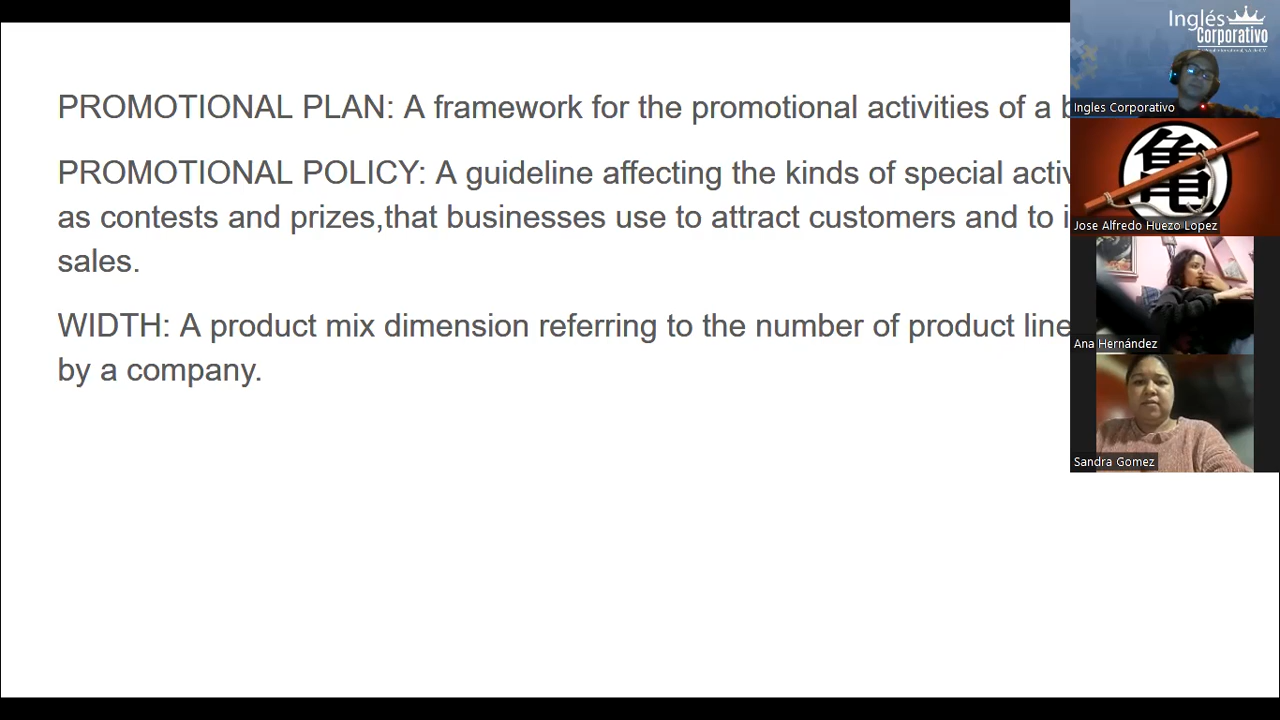 PROMOTIONAL PLAN: A framework for the promotional activities of a
PROMOTIONAL POLICY: A guideline affecting the kinds of special
as contests and prizes,that businesses use to attract customers and to
sales.
WIDTH: A product mix dimension referring to the number of product line
by a company.
Inglés
Corporativo
Ingles Corporativo
亀
Jose Alfredo Huezo Lopez
Ana Hernández
Sandra Gomez